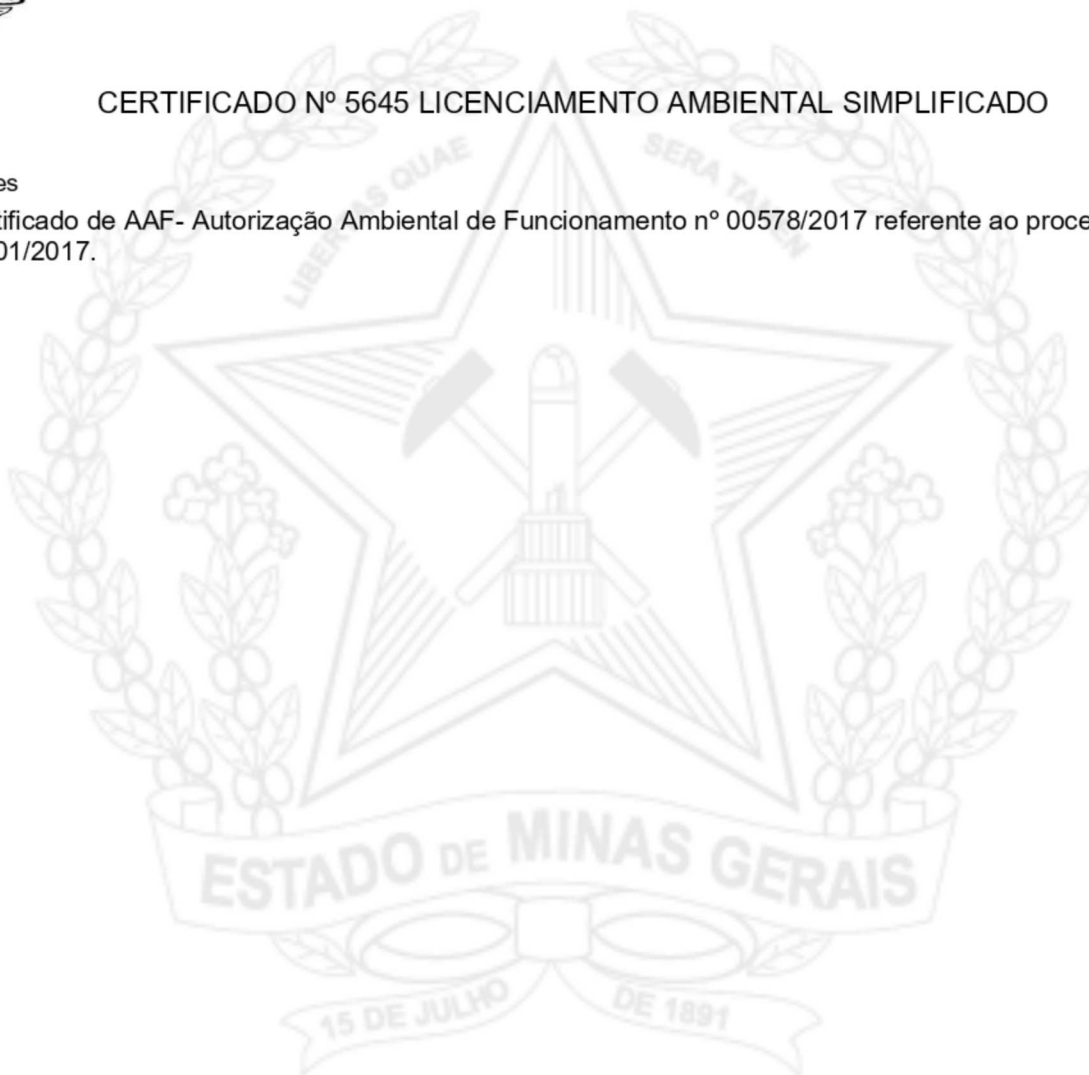 CERTIFICADO Nº 5645 LICENCIAMENTO AMBIENTAL SIMPLIFICADO
LIBERTAS QUAE
SERA TAMEN
es
tificado de AAF- Autorização Ambiental de Funcionamento nº 00578/2017 referente ao proce
01/2017.
ESTADO DE MINAS GERAIS
15 DE JULHO
DE 1891